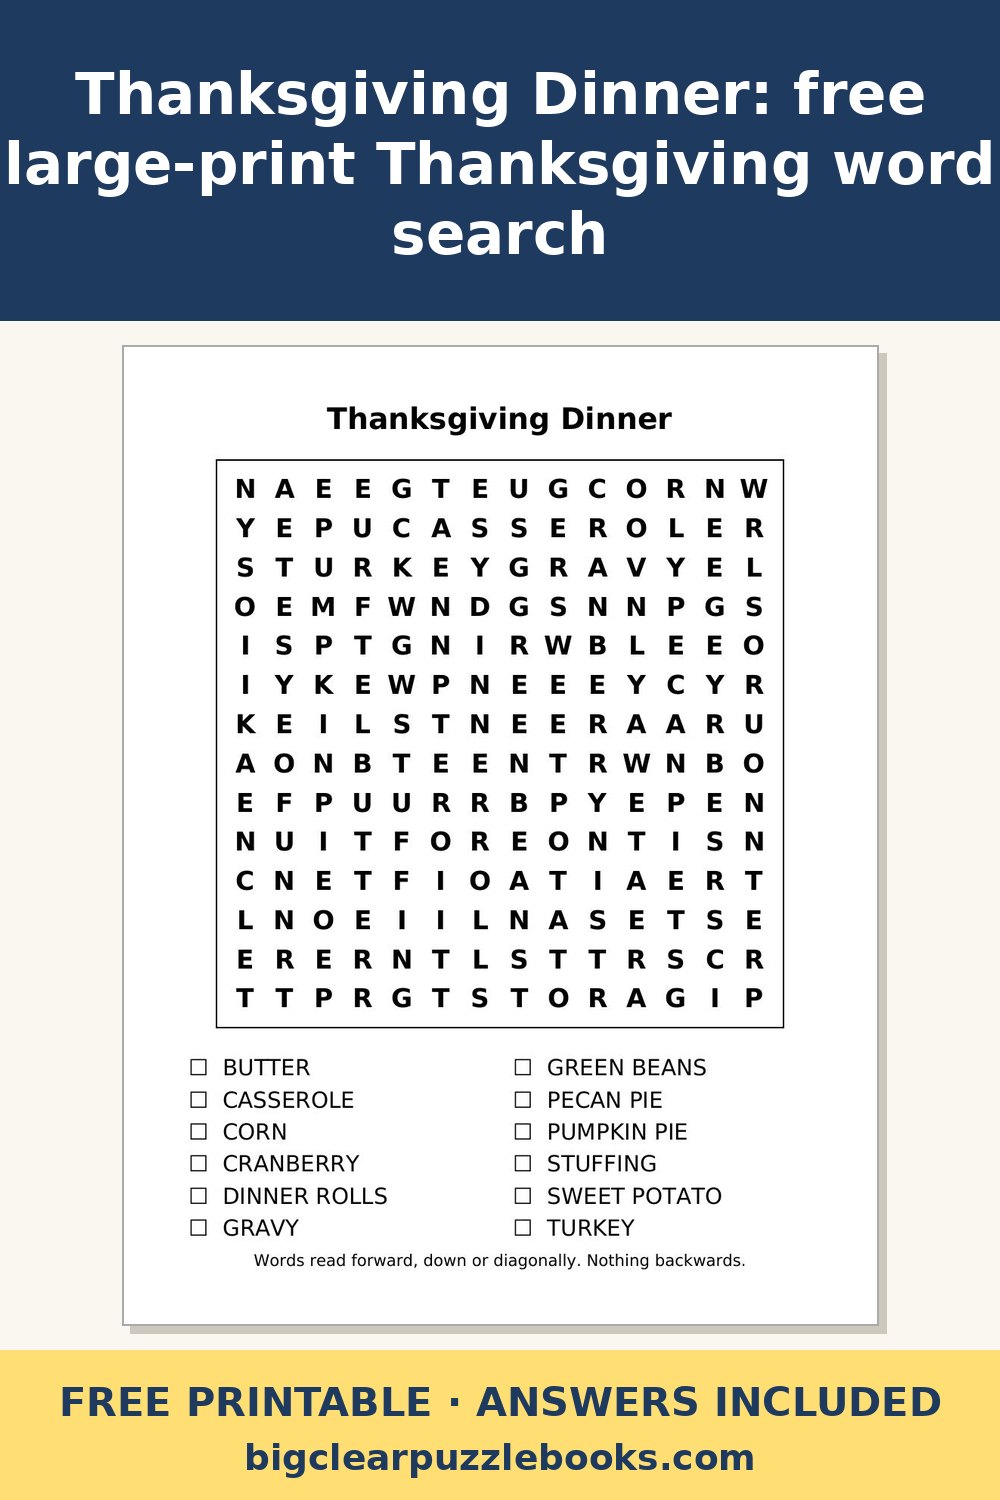 Thanksgiving Dinner: free
large-print Thanksgiving word
search
Thanksgiving Dinner
N A E E G T E U G C O R N W
Y E P U C A S S E R O L E R
S T U R K E Y G R A V Y E L
O E M F W N D G S N N P G S
I S P T G N I R W B L E E O
I Y K E W P N E E E Y C Y R
K E I L S T N E E R A A R U
A O N B T E E N T R W N B O
E F P U U R R B P Y E P E N
N U I T F O R E O N T I S N
C N E T F I O A T I A E R T
L N O E I I L N A S E T S E
E R E R N T L S T T R S C R
T T P R G T S T O R A G I P
☐ BUTTER ☐ GREEN BEANS
☐ CASSEROLE ☐ PECAN PIE
☐ CORN ☐ PUMPKIN PIE
☐ CRANBERRY ☐ STUFFING
☐ DINNER ROLLS ☐ SWEET POTATO
☐ GRAVY ☐ TURKEY
Words read forward, down or diagonally. Nothing backwards.
FREE PRINTABLE · ANSWERS INCLUDED
bigclearpuzzlebooks.com